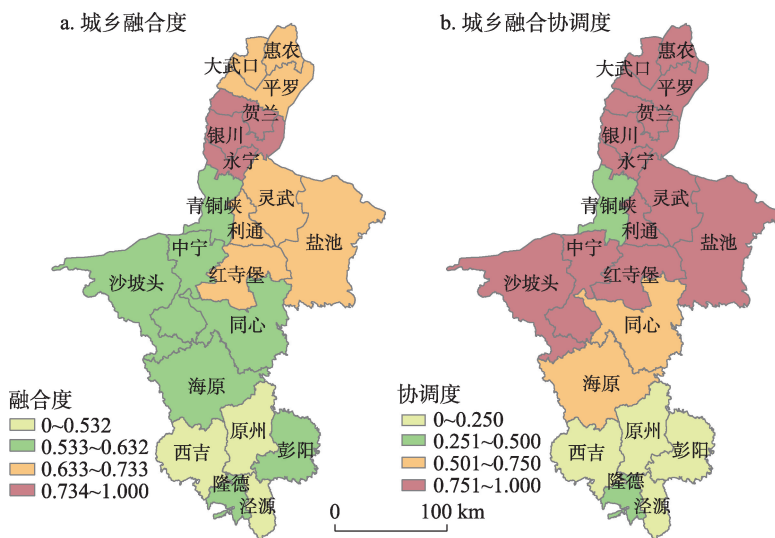 a. 城乡融合度
惠农
大武口
平罗
贺兰
银川
永宁
灵武
青铜峡
利通
盐池
中宁
红寺堡
沙坡头
同心
海原
融合度
0~0.532
0.533~0.632
0.633~0.733
0.734~1.000
原州
西吉
彭阳
隆德
泾源
b. 城乡融合协调度
惠农
大武口
平罗
贺兰
银川
永宁
灵武
青铜峡
利通
盐池
中宁
红寺堡
沙坡头
同心
海原
协调度
0~0.250
0.251~0.500
0.501~0.750
0.751~1.000
原州
西吉
彭阳
隆德
泾源
0 100 km